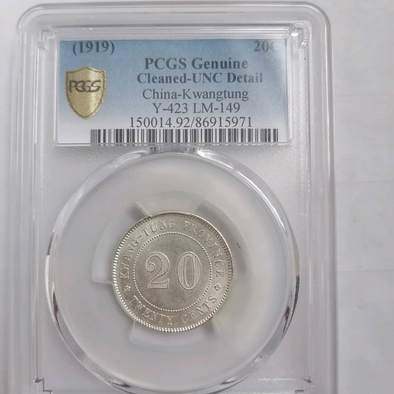 (1919) 20C
PCGS Genuine
Cleaned-UNC Detail
China-Kwangtung
Y-423 LM-149
150014.92/86915971
PCGS
KWANG-TUNG PROVINCE
20
TWENTY CENTS